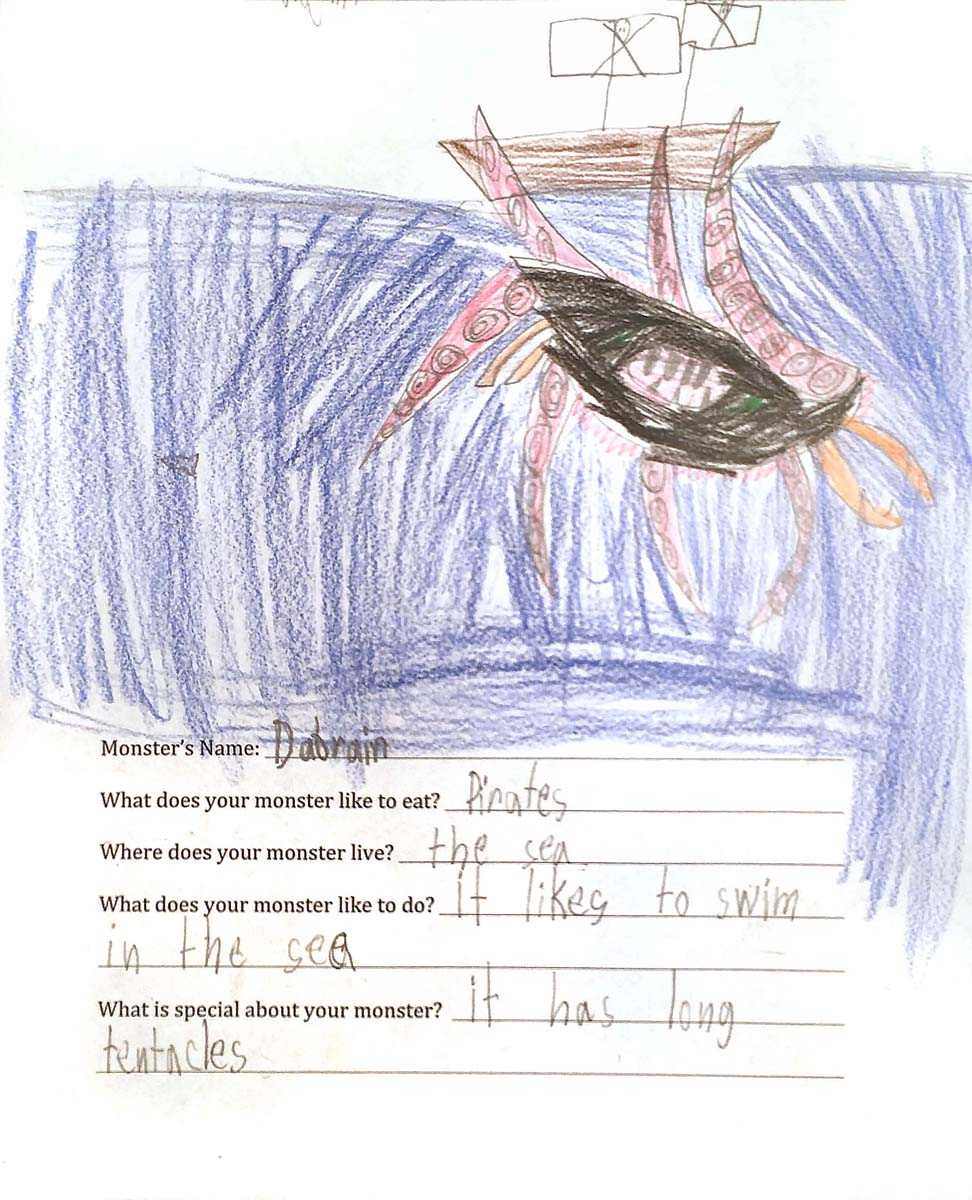 Monster's Name: Dabrain
What does your monster like to eat? Pirates
Where does your monster live? the sea
What does your monster like to do? it likes to swim
in the sea
What is special about your monster? it has long
tentacles